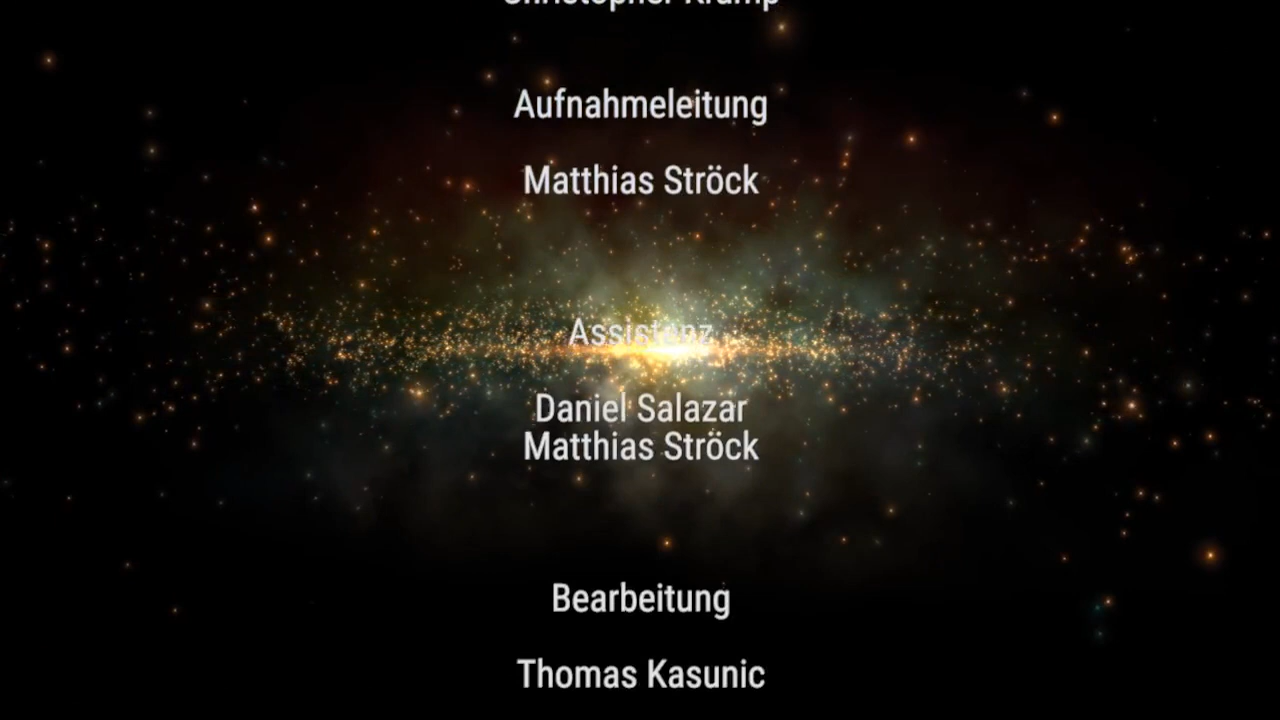 Aufnahmeleitung
Matthias Ströck
Assistenz
Daniel Salazar
Matthias Ströck
Bearbeitung
Thomas Kasunic